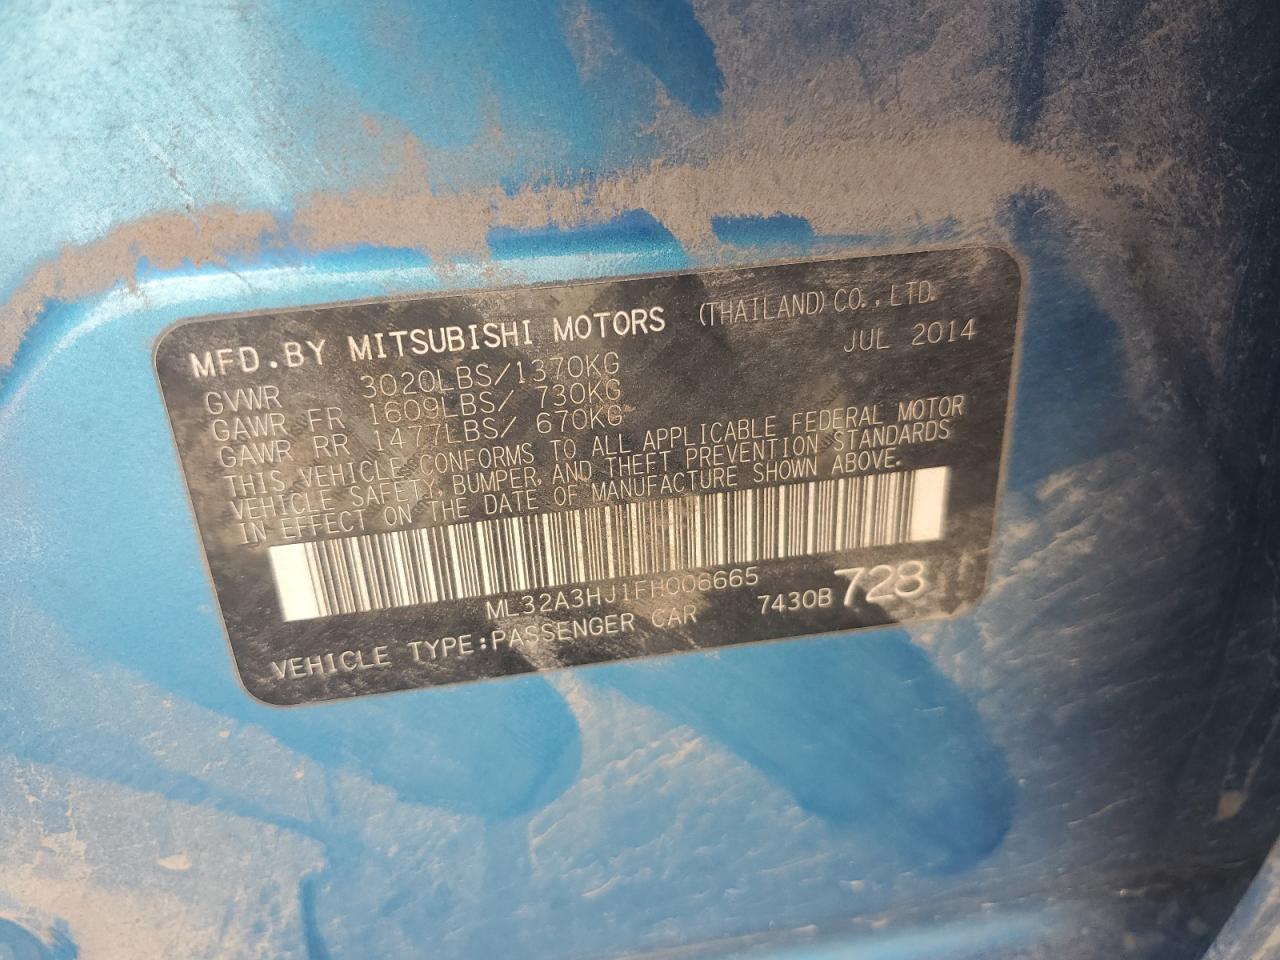 MFD.BY MITSUBISHI MOTORS (THAILAND) CO., LTD.
JUL 2014
GVWR 3020LBS/1370KG
GAWR FR 1609LBS/ 730KG
GAWR RR 1477LBS/ 670KG
THIS VEHICLE CONFORMS TO ALL APPLICABLE FEDERAL MOTOR
VEHICLE SAFETY, BUMPER, AND THEFT PREVENTION STANDARDS
IN EFFECT ON THE DATE OF MANUFACTURE SHOWN ABOVE.
ML32A3HJ1FH006665
VEHICLE TYPE:PASSENGER CAR 7430B 728